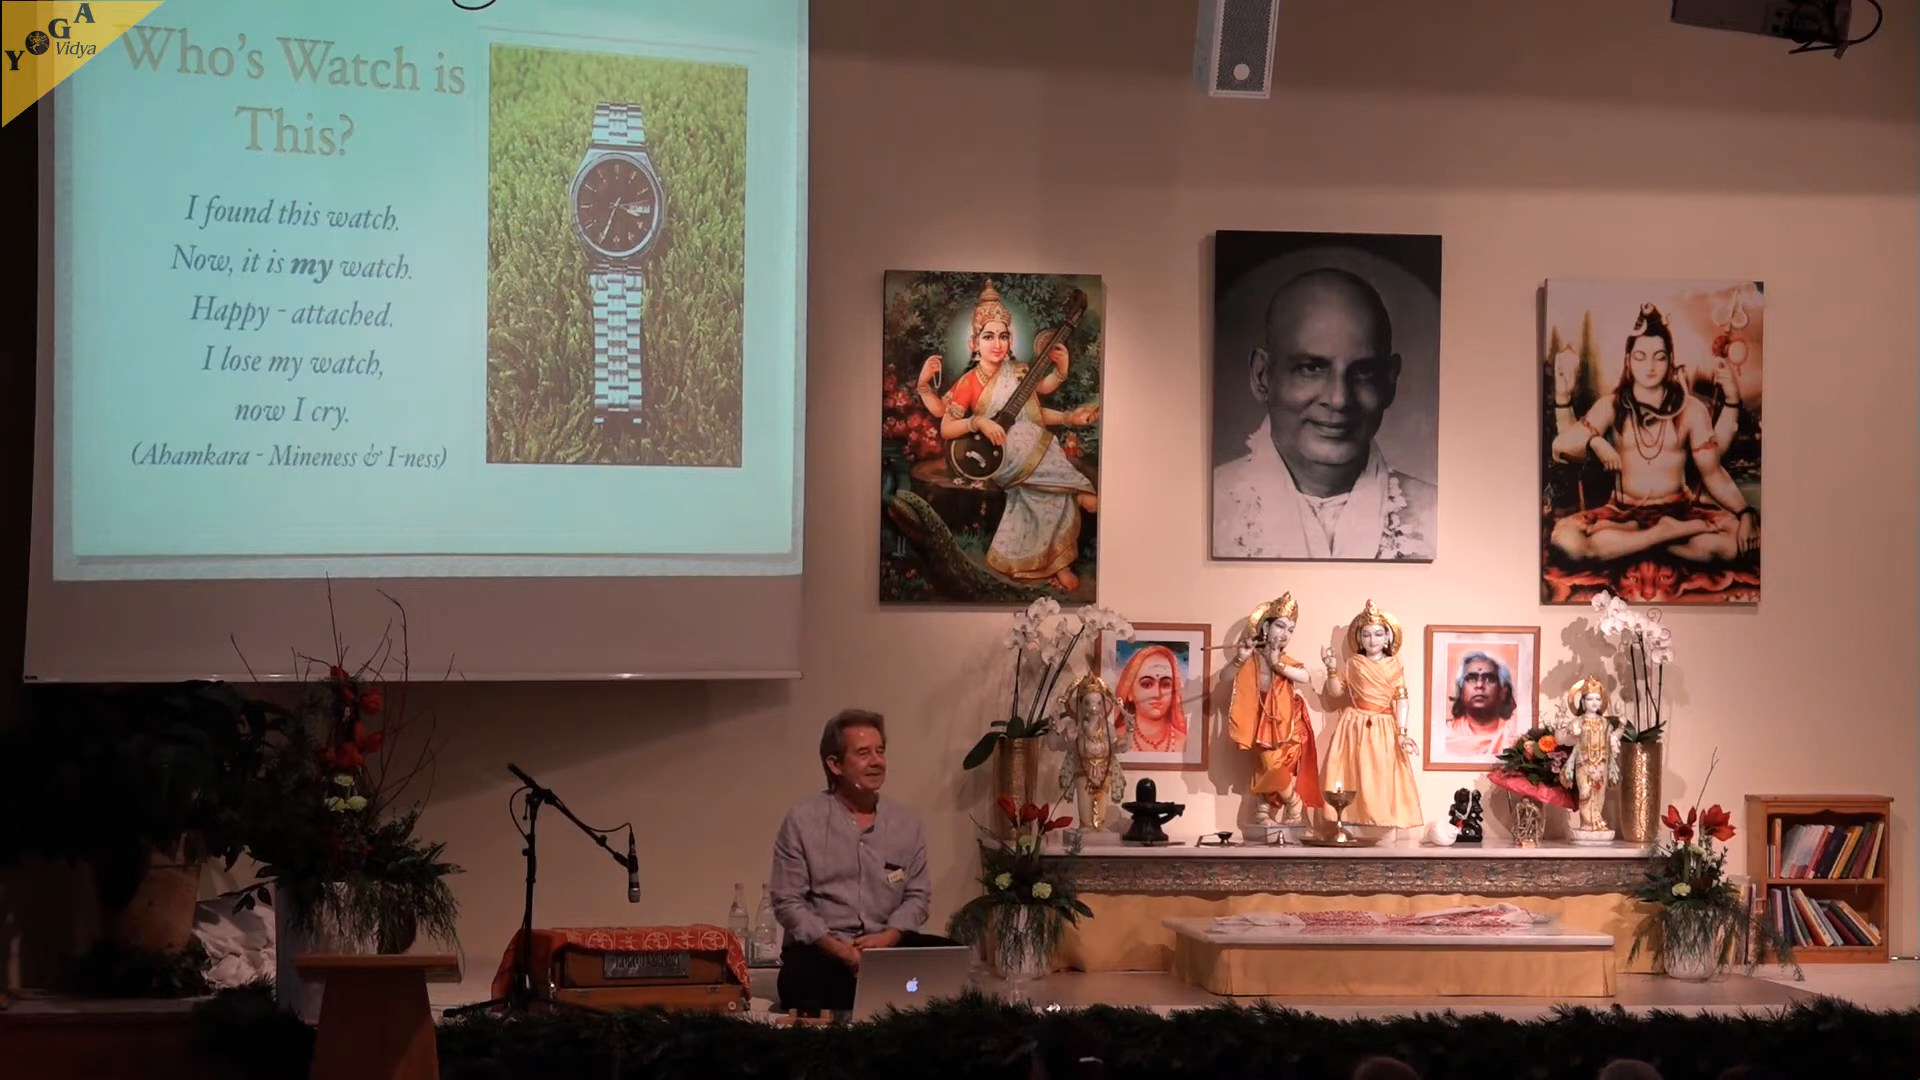 YOGA
Vidya
Who's Watch is
This?
I found this watch.
Now, it is my watch.
Happy - attached.
I lose my watch,
now I cry.
(Ahamkara - Mineness & I-ness)